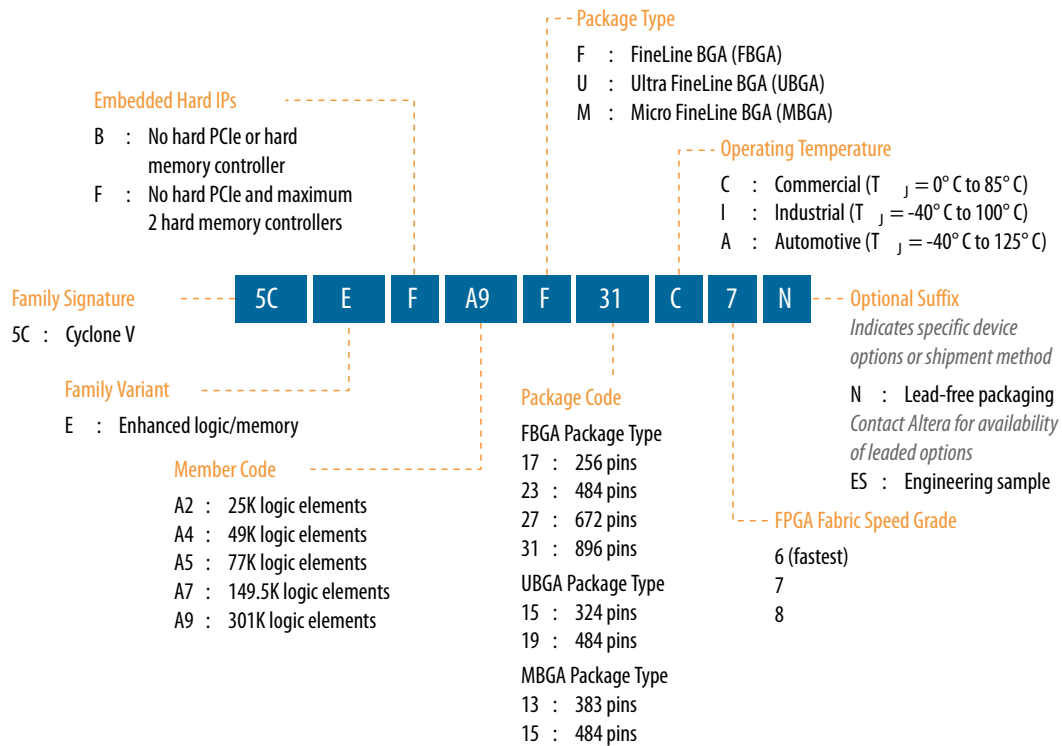 Package Type
F : FineLine BGA (FBGA)
U : Ultra FineLine BGA (UBGA)
M : Micro FineLine BGA (MBGA)
Embedded Hard IPs
B : No hard PCIe or hard
memory controller
F : No hard PCIe and maximum
2 hard memory controllers
Operating Temperature
C : Commercial (T J = 0° C to 85° C)
I : Industrial (T J = -40° C to 100° C)
A : Automotive (T J = -40° C to 125° C)
5C E F A9 F 31 C 7 N
Family Signature
5C : Cyclone V
Optional Suffix
Indicates specific device
options or shipment method
N : Lead-free packaging
Contact Altera for availability
of leaded options
ES : Engineering sample
Family Variant
E : Enhanced logic/memory
Member Code
A2 : 25K logic elements
A4 : 49K logic elements
A5 : 77K logic elements
A7 : 149.5K logic elements
A9 : 301K logic elements
Package Code
FBGA Package Type
17 : 256 pins
23 : 484 pins
27 : 672 pins
31 : 896 pins
UBGA Package Type
15 : 324 pins
19 : 484 pins
MBGA Package Type
13 : 383 pins
15 : 484 pins
FPGA Fabric Speed Grade
6 (fastest)
7
8